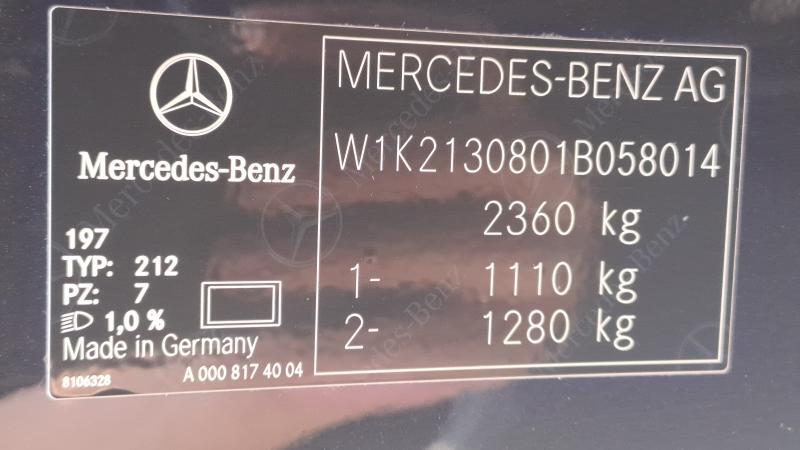 Mercedes-Benz
197
TYP: 212
PZ: 7
1,0 %
Made in Germany
8106328
A 000 817 40 04
MERCEDES-BENZ AG
W1K2130801B058014
2360 kg
1- 1110 kg
2- 1280 kg